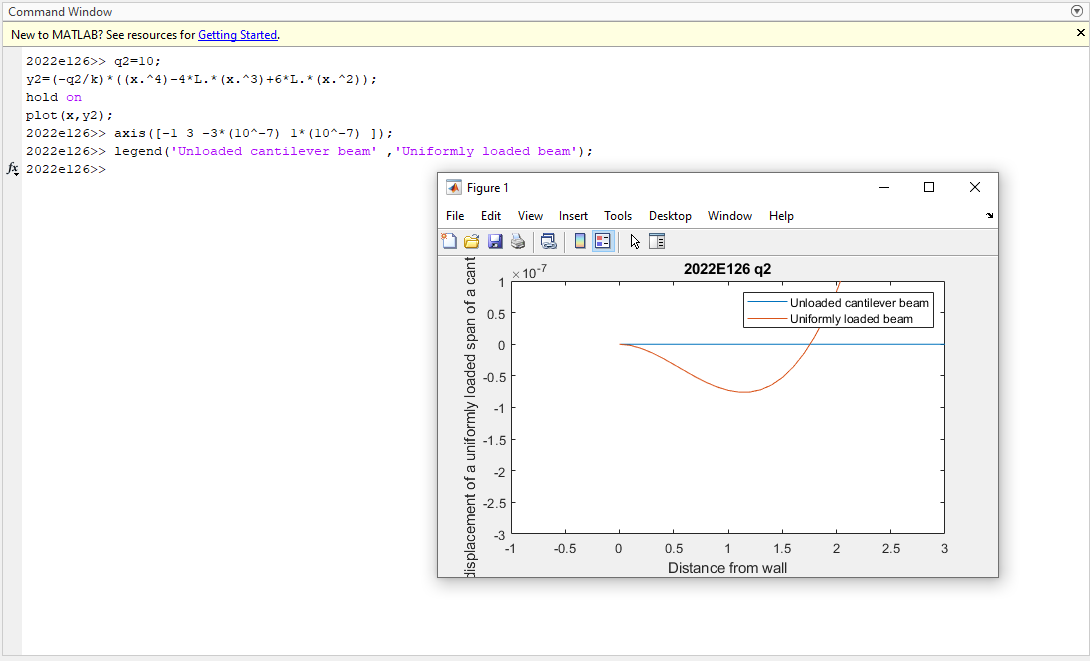 Command Window
New to MATLAB? See resources for Getting Started.
2022e126>> q2=10;
y2=(-q2/k)*((x.^4)-4*L.*(x.^3)+6*L.*(x.^2));
hold on
plot(x,y2);
2022e126>> axis([-1 3 -3*(10^-7) 1*(10^-7) ]);
2022e126>> legend('Unloaded cantilever beam' ,'Uniformly loaded beam');
fx 2022e126>>
Figure 1
File Edit View Insert Tools Desktop Window Help
2022E126 q2
×10-7
1
0.5
0
-0.5
-1
-1.5
-2
-2.5
-3
-1 -0.5 0 0.5 1 1.5 2 2.5 3
Unloaded cantilever beam
Uniformly loaded beam
displacement of a uniformly loaded span of a cant
Distance from wall